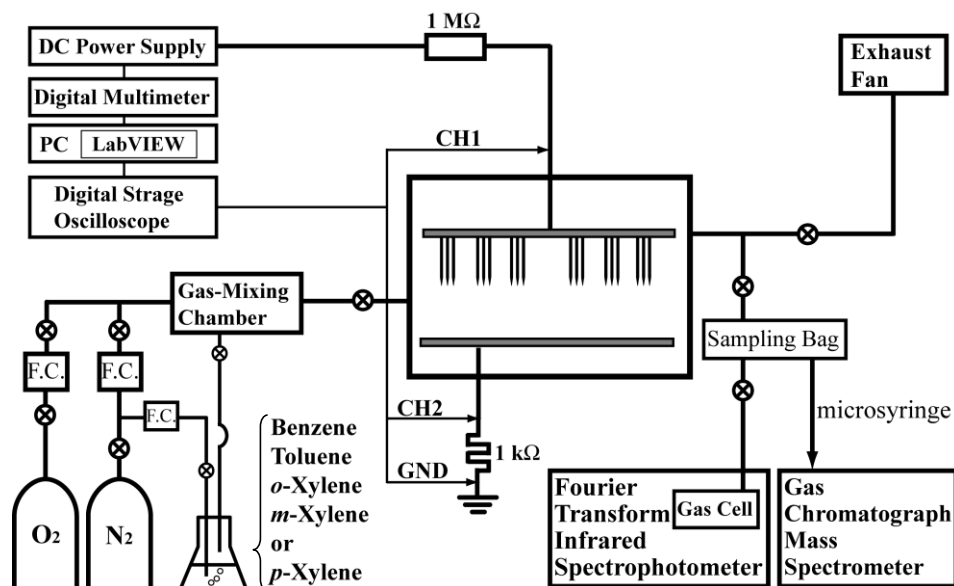 1 MΩ
DC Power Supply
Digital Multimeter
PC LabVIEW
Digital Strage
Oscilloscope
CH1
Exhaust
Fan
Gas-Mixing
Chamber
F.C.
F.C.
F.C.
Sampling Bag
microsyringe
CH2
1 kΩ
GND
Benzene
Toluene
o-Xylene
m-Xylene
or
p-Xylene
O2
N2
Fourier
Transform
Infrared
Spectrophotometer
Gas Cell
Gas
Chromatograph
Mass
Spectrometer